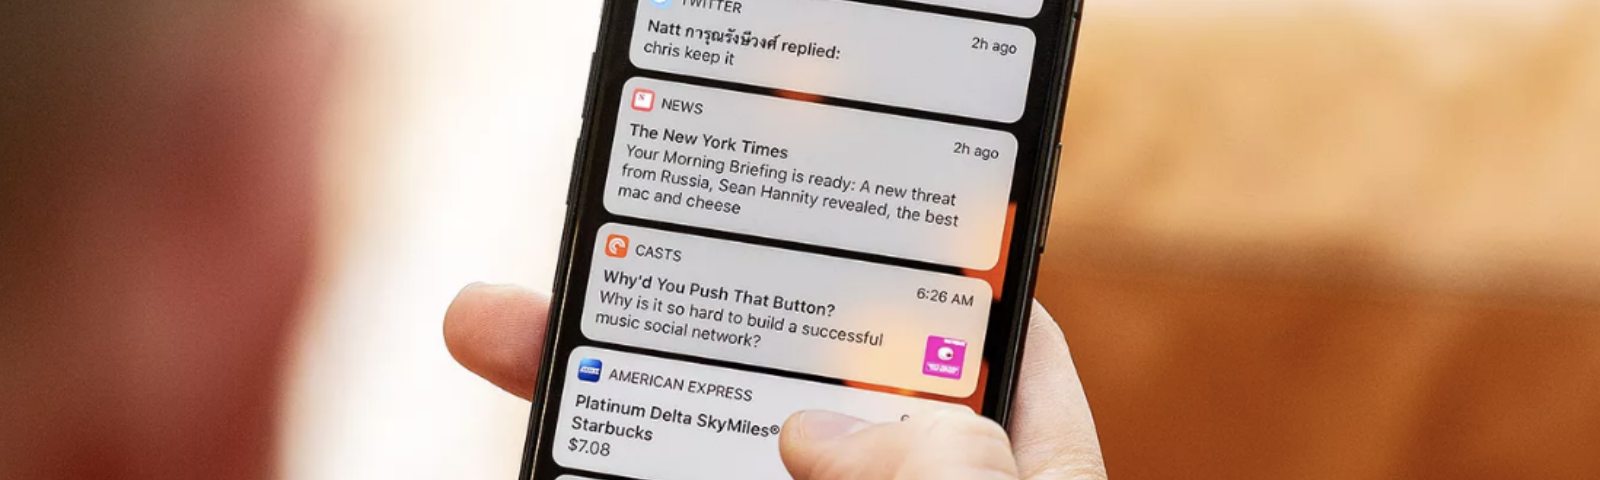 TWITTER
2h ago
Natt การุณรังษีวงศ์ replied:
chris keep it
NEWS
2h ago
The New York Times
Your Morning Briefing is ready: A new threat
from Russia, Sean Hannity revealed, the best
mac and cheese
CASTS
6:26 AM
Why'd You Push That Button?
Why is it so hard to build a successful
music social network?
AMERICAN EXPRESS
Platinum Delta SkyMiles®
Starbucks
$7.08